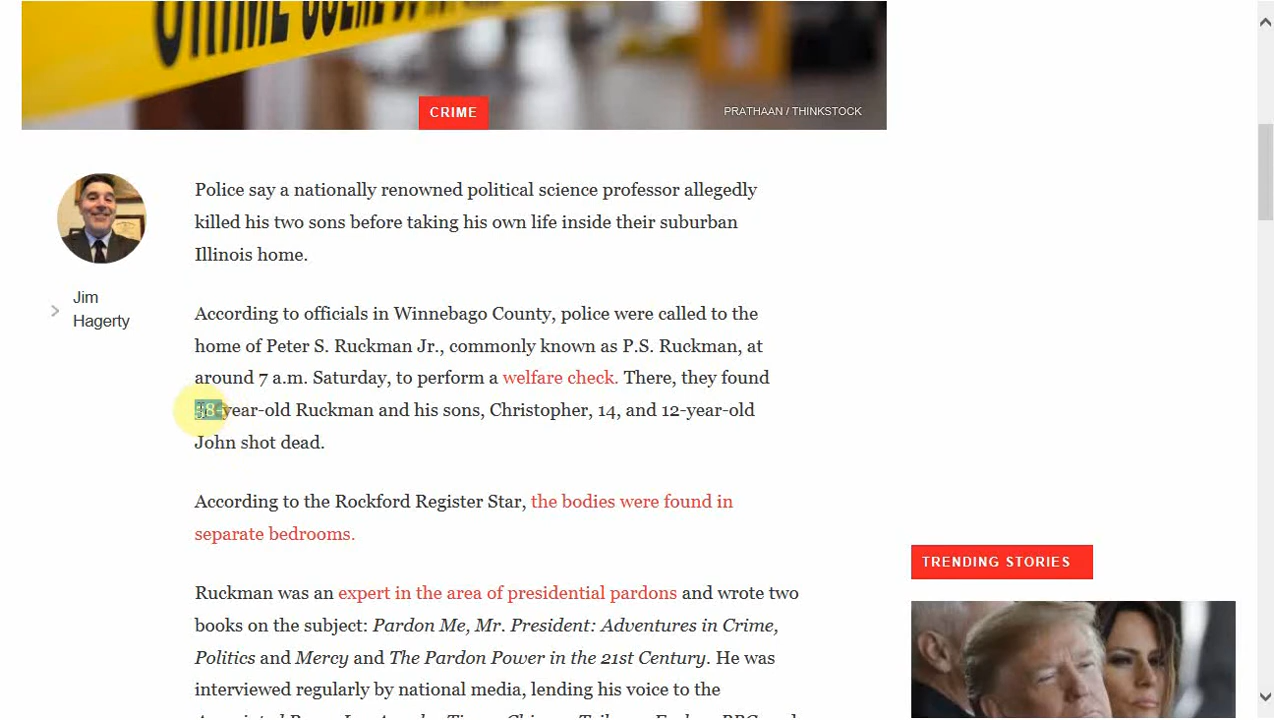 CRIME
PRATHAAN / THINKSTOCK
Jim
Hagerty
Police say a nationally renowned political science professor allegedly
killed his two sons before taking his own life inside their suburban
Illinois home.
According to officials in Winnebago County, police were called to the
home of Peter S. Ruckman Jr., commonly known as P.S. Ruckman, at
around 7 a.m. Saturday, to perform a welfare check. There, they found
58-year-old Ruckman and his sons, Christopher, 14, and 12-year-old
John shot dead.
According to the Rockford Register Star, the bodies were found in
separate bedrooms.
Ruckman was an expert in the area of presidential pardons and wrote two
books on the subject: Pardon Me, Mr. President: Adventures in Crime,
Politics and Mercy and The Pardon Power in the 21st Century. He was
interviewed regularly by national media, lending his voice to the
TRENDING STORIES